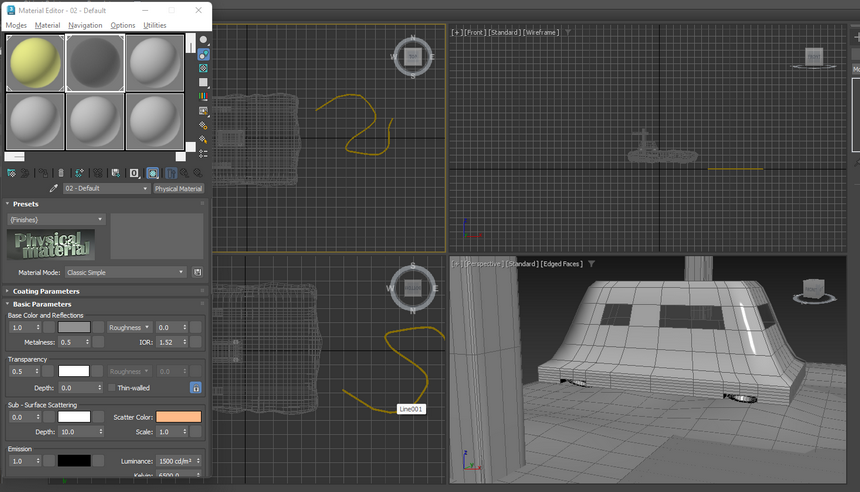 Material Editor - 02 - Default
Modes Material Navigation Options Utilities
02 - Default Physical Material
Presets
{Finishes}
Physical material
Material Mode: Classic Simple
Coating Parameters
Basic Parameters
Base Color and Reflections
1.0 Roughness 0.0
Metalness: 0.5 IOR: 1.52
Transparency
0.5 Roughness 0.0
Depth: 0.0 Thin-walled
Sub - Surface Scattering
0.0 Scatter Color:
Depth: 10.0 Scale: 1.0
Emission
1.0 Luminance: 1500 cd/m²
Kelvin: 6500.0
N
W E
S
[+] [Front] [Standard] [Wireframe]
Z
S
W E
N
Line001
[+] [Perspective] [Standard] [Edged Faces]
Z
Mo